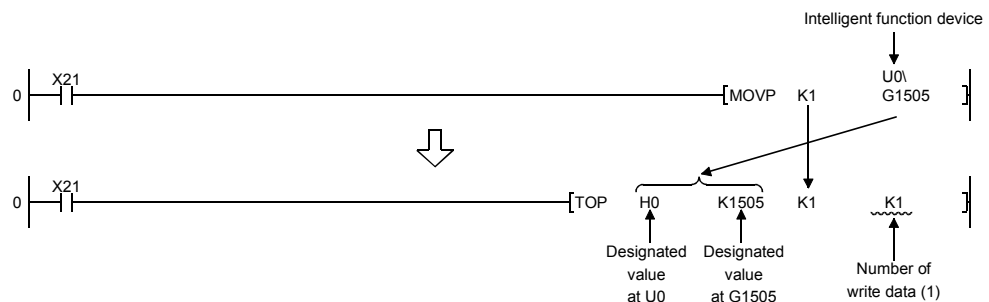 Intelligent function device
X21
U0\
0 [MOVP K1 G1505 ]
X21
0 [TOP H0 K1505 K1 K1 ]
Designated value at U0
Designated value at G1505
Number of write data (1)